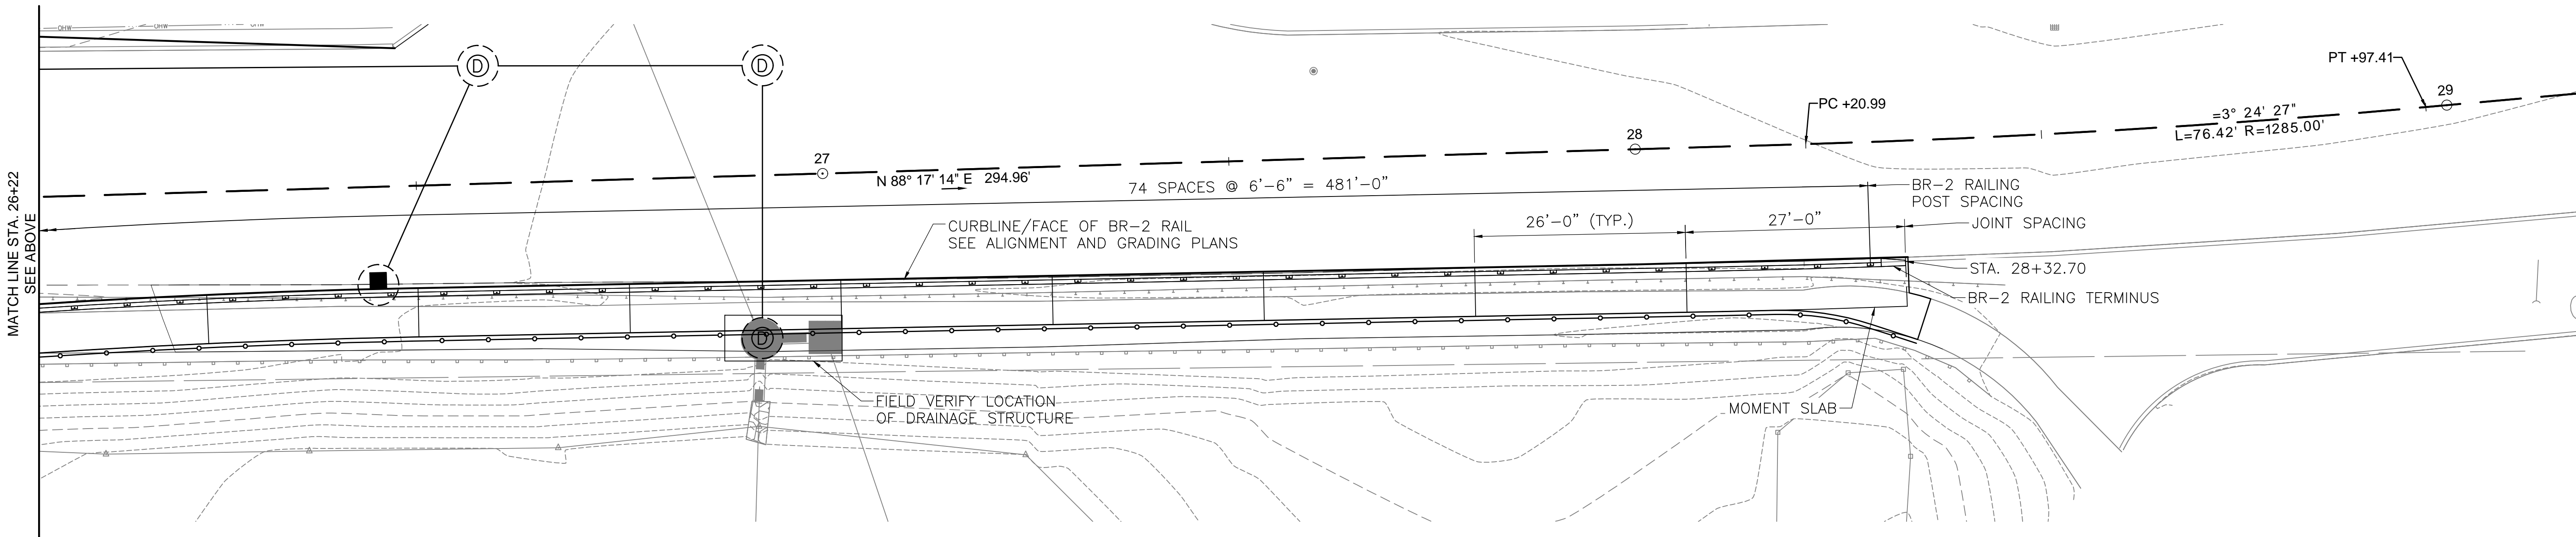 OHW
OHW
OHW
MATCH LINE STA. 26+22
SEE ABOVE
D
D
27
N 88° 17' 14" E 294.96'
74 SPACES @ 6'-6" = 481'-0"
28
PC +20.99
PT +97.41
29
=3° 24' 27"
L=76.42' R=1285.00'
BR-2 RAILING
POST SPACING
JOINT SPACING
26'-0" (TYP.)
27'-0"
CURBLINE/FACE OF BR-2 RAIL
SEE ALIGNMENT AND GRADING PLANS
STA. 28+32.70
BR-2 RAILING TERMINUS
D
FIELD VERIFY LOCATION
OF DRAINAGE STRUCTURE
MOMENT SLAB